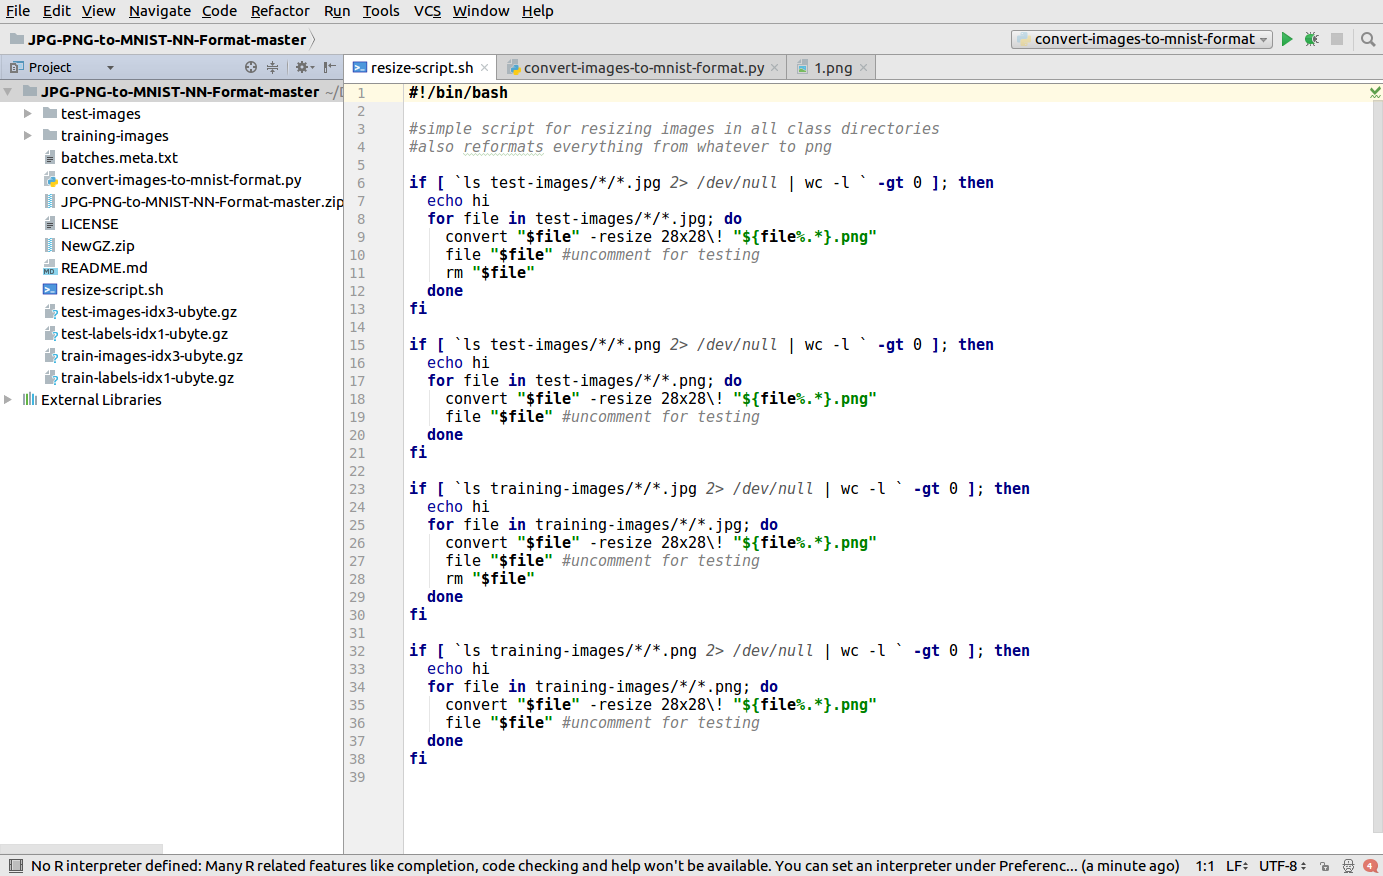 File Edit View Navigate Code Refactor Run Tools VCS Window Help
JPG-PNG-to-MNIST-NN-Format-master
convert-images-to-mnist-format
Project
resize-script.sh
convert-images-to-mnist-format.py
1.png
JPG-PNG-to-MNIST-NN-Format-master ~/
test-images
training-images
batches.meta.txt
convert-images-to-mnist-format.py
JPG-PNG-to-MNIST-NN-Format-master.zip
LICENSE
NewGZ.zip
README.md
resize-script.sh
test-images-idx3-ubyte.gz
test-labels-idx1-ubyte.gz
train-images-idx3-ubyte.gz
train-labels-idx1-ubyte.gz
External Libraries
1 #!/bin/bash
2
3 #simple script for resizing images in all class directories
4 #also reformats everything from whatever to png
5
6 if [ `ls test-images/*/*.jpg 2> /dev/null | wc -l ` -gt 0 ]; then
7 echo hi
8 for file in test-images/*/*.jpg; do
9 convert "$file" -resize 28x28\! "${file%.*}.png"
10 file "$file" #uncomment for testing
11 rm "$file"
12 done
13 fi
14
15 if [ `ls test-images/*/*.png 2> /dev/null | wc -l ` -gt 0 ]; then
16 echo hi
17 for file in test-images/*/*.png; do
18 convert "$file" -resize 28x28\! "${file%.*}.png"
19 file "$file" #uncomment for testing
20 done
21 fi
22
23 if [ `ls training-images/*/*.jpg 2> /dev/null | wc -l ` -gt 0 ]; then
24 echo hi
25 for file in training-images/*/*.jpg; do
26 convert "$file" -resize 28x28\! "${file%.*}.png"
27 file "$file" #uncomment for testing
28 rm "$file"
29 done
30 fi
31
32 if [ `ls training-images/*/*.png 2> /dev/null | wc -l ` -gt 0 ]; then
33 echo hi
34 for file in training-images/*/*.png; do
35 convert "$file" -resize 28x28\! "${file%.*}.png"
36 file "$file" #uncomment for testing
37 done
38 fi
39
No R interpreter defined: Many R related features like completion, code checking and help won't be available. You can set an interpreter under Preferenc... (a minute ago) 1:1 LF UTF-8 4